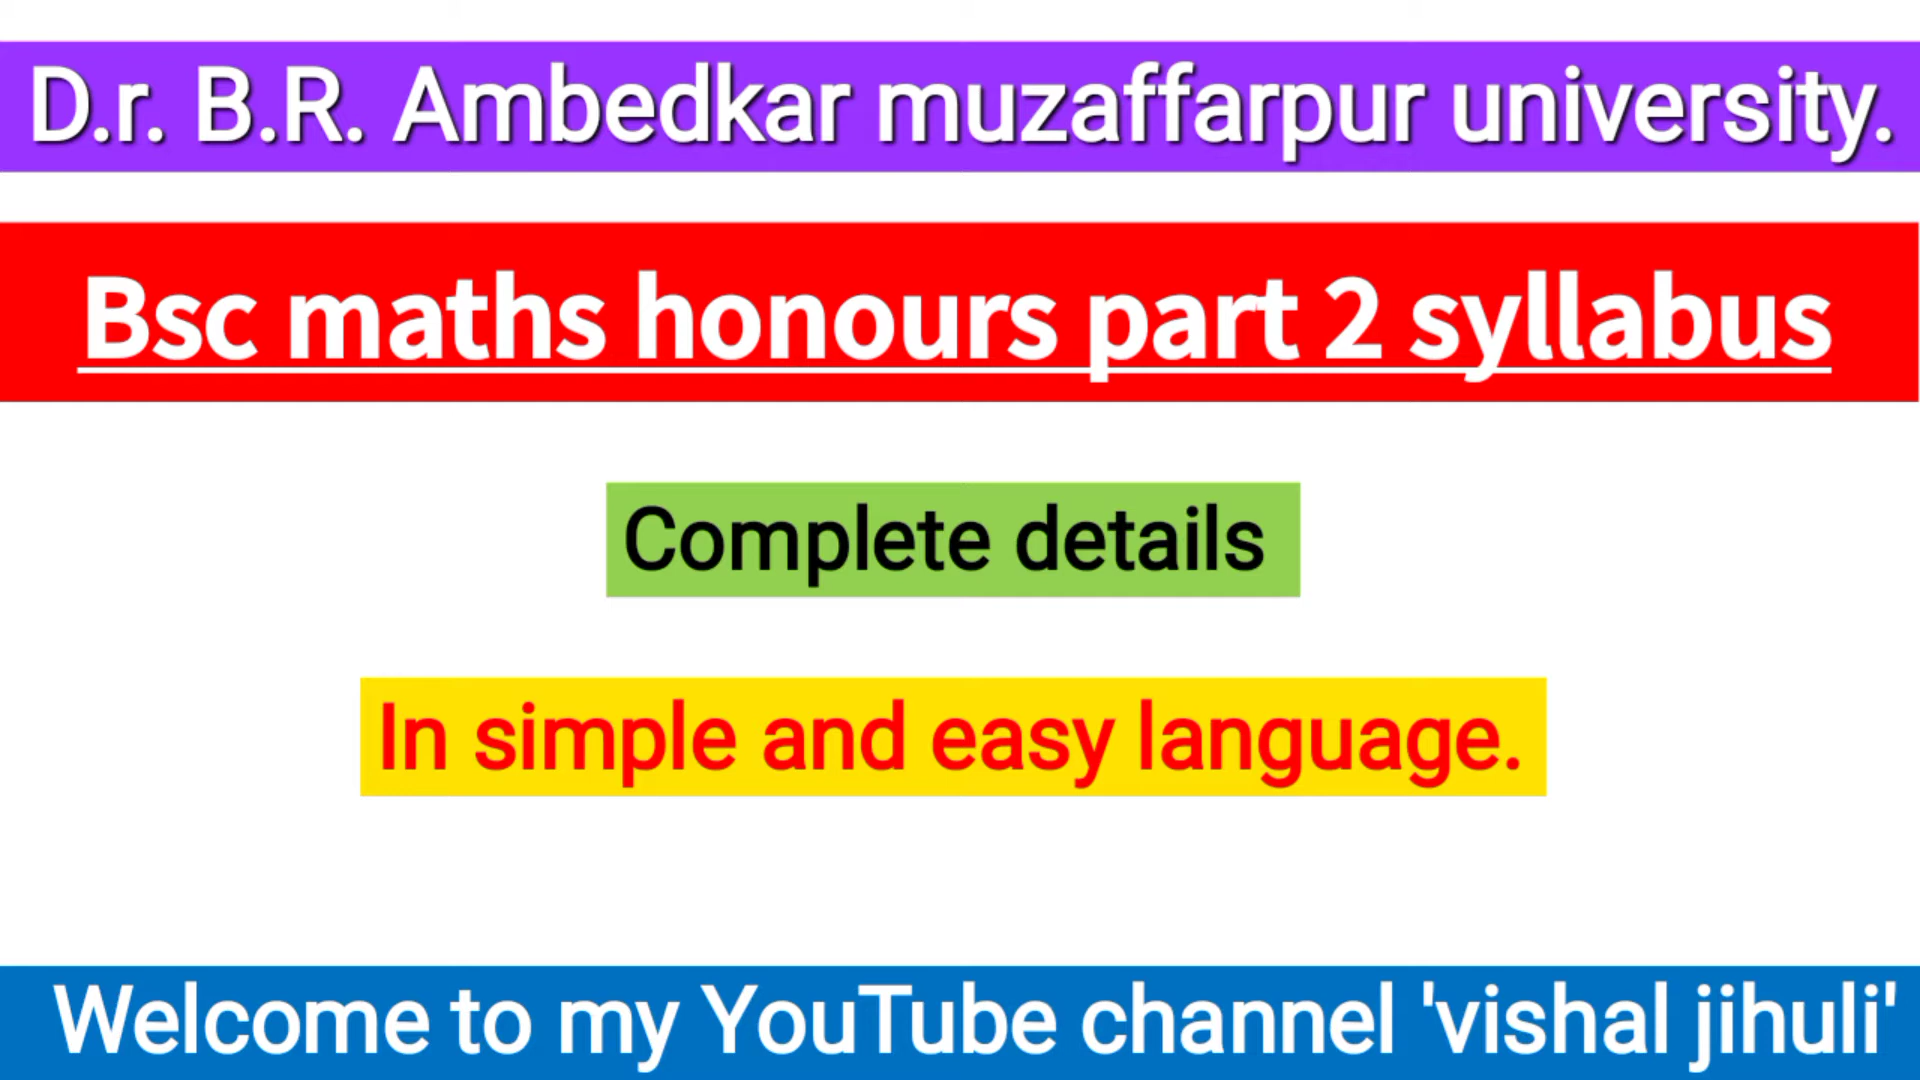 D.r. B.R. Ambedkar muzaffarpur university.
Bsc maths honours part 2 syllabus
Complete details
In simple and easy language.
Welcome to my YouTube channel 'vishal jihuli'